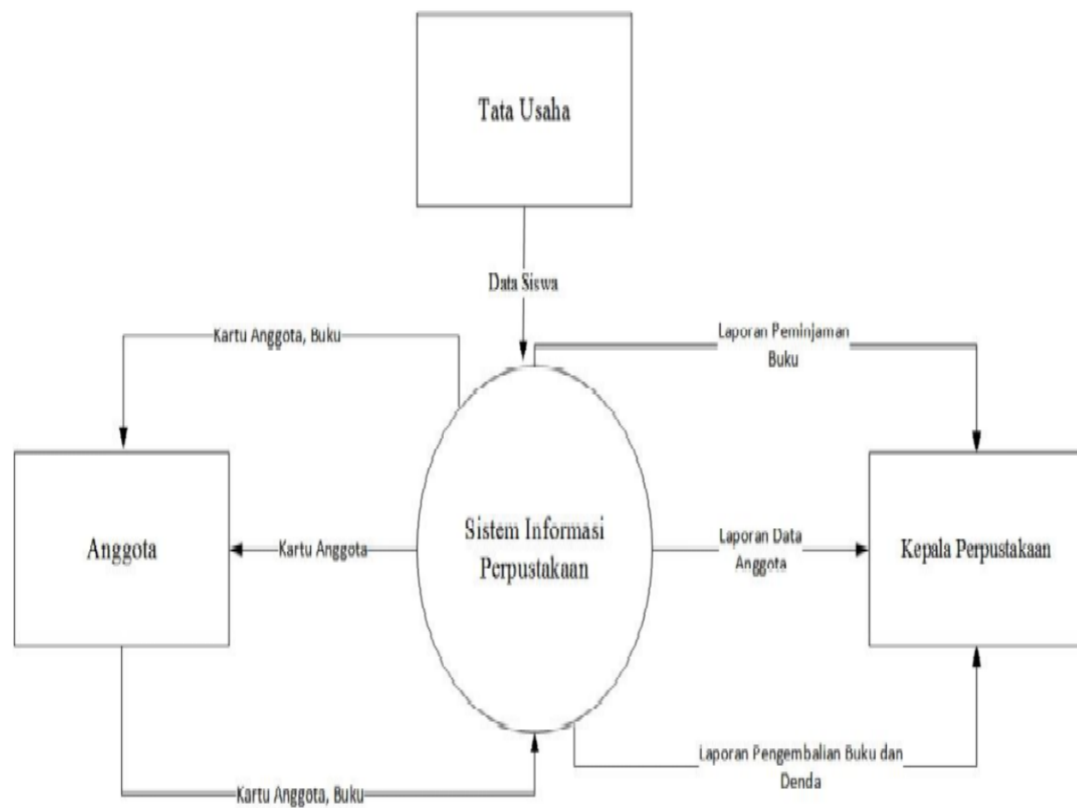 Tata Usaha
Data Siswa
Kartu Anggota, Buku
Laporan Peminjaman
Buku
Anggota
Kartu Anggota
Sistem Informasi
Perpustakaan
Laporan Data
Anggota
Kepala Perpustakaan
Kartu Anggota, Buku
Laporan Pengembalian Buku dan
Denda